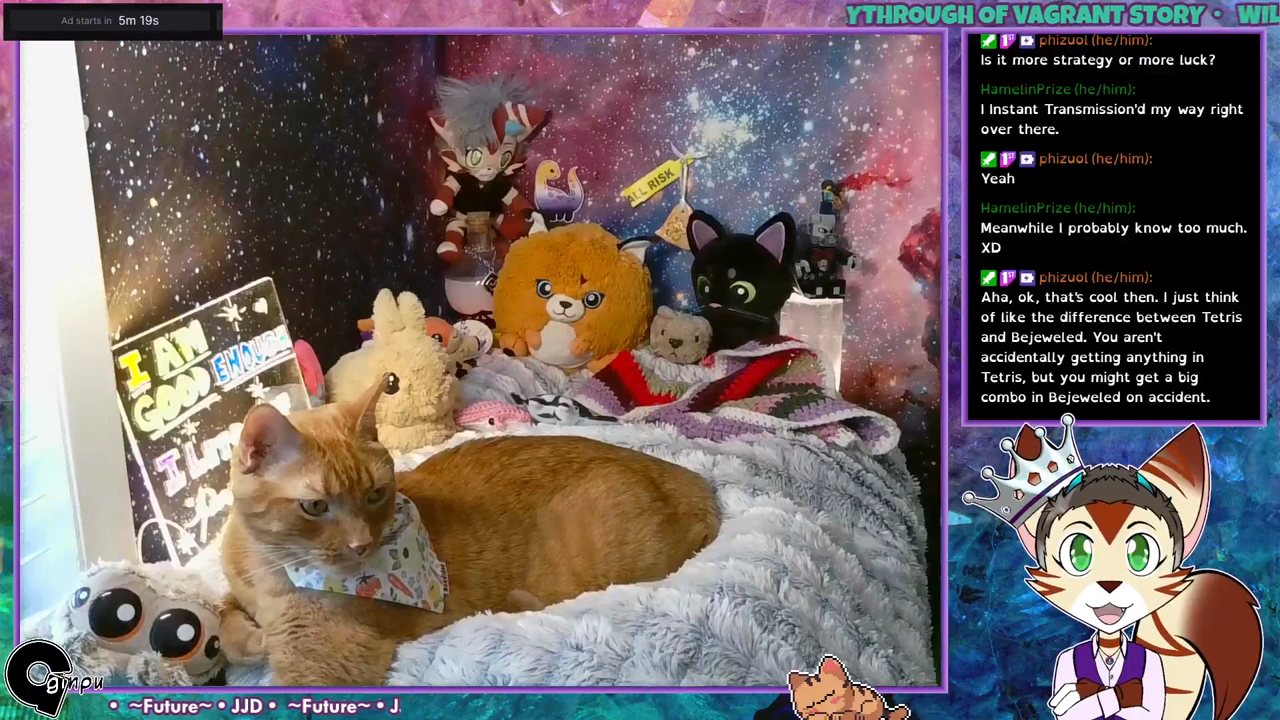 Ad starts in 5m 19s
YTHROUGH OF VAGRANT STORY • WIL
phizuol (he/him):
Is it more strategy or more luck?
HamelinPrize (he/him):
I Instant Transmission'd my way right
over there.
phizuol (he/him):
Yeah
HamelinPrize (he/him):
Meanwhile I probably know too much.
XD
phizuol (he/him):
Aha, ok, that's cool then. I just think
of like the difference between Tetris
and Bejeweled. You aren't
accidentally getting anything in
Tetris, but you might get a big
combo in Bejeweled on accident.
ALL RISK
I AM
GOOD ENOUGH
I
ginpu
• ~Future~ • JJD • ~Future~ • J